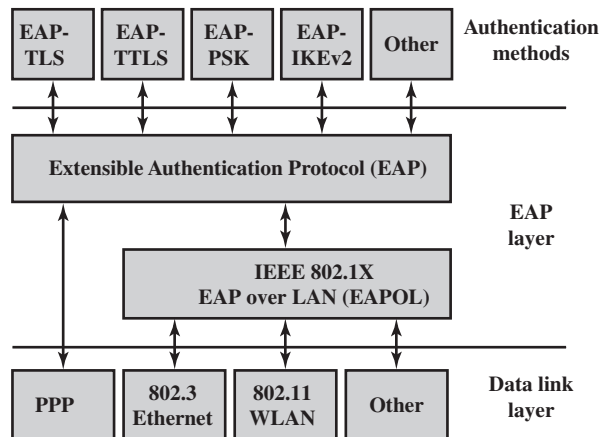 EAP-
TLS
EAP-
TTLS
EAP-
PSK
EAP-
IKEv2
Other
Authentication
methods
Extensible Authentication Protocol (EAP)
EAP
layer
IEEE 802.1X
EAP over LAN (EAPOL)
PPP
802.3
Ethernet
802.11
WLAN
Other
Data link
layer